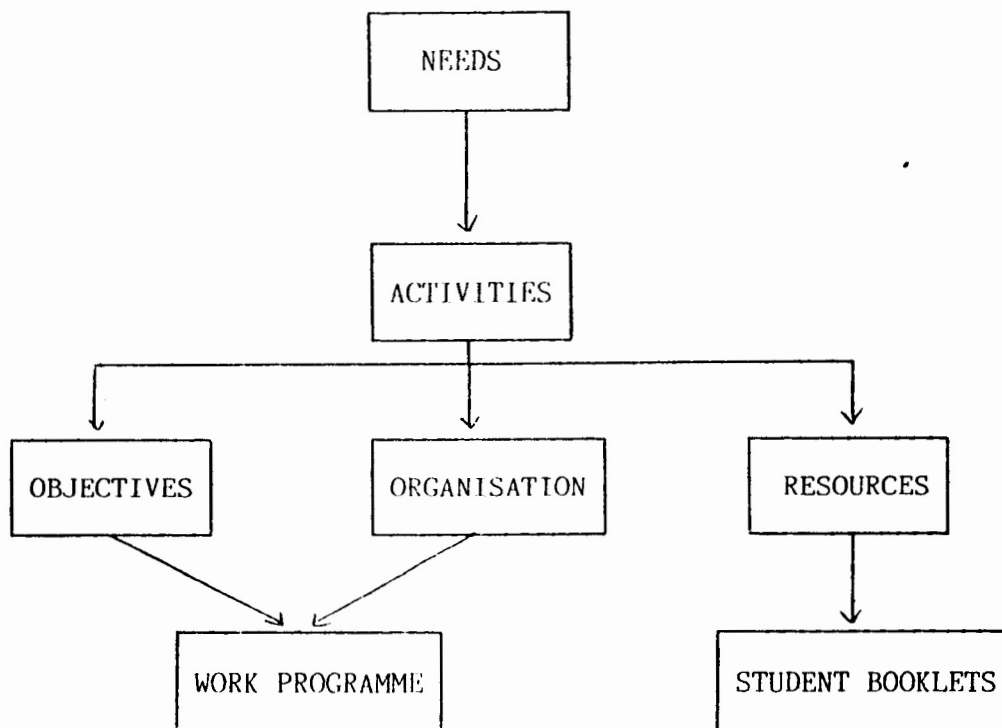 NEEDS
ACTIVITIES
OBJECTIVES
ORGANISATION
RESOURCES
WORK PROGRAMME
STUDENT BOOKLETS